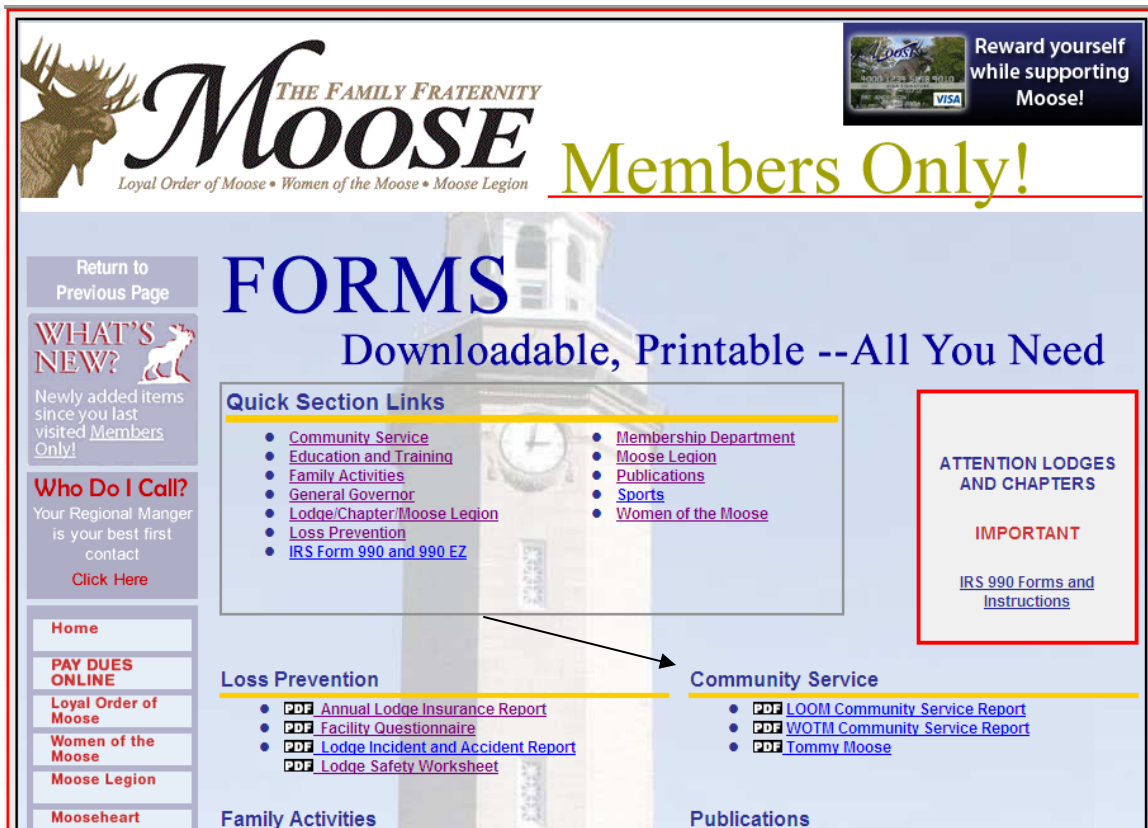 THE FAMILY FRATERNITY
MOOSE
Loyal Order of Moose • Women of the Moose • Moose Legion
Moose
VISA
Reward yourself
while supporting
Moose!
Members Only!
Return to
Previous Page
WHAT'S
NEW?
Newly added items
since you last
visited Members
Only!
Who Do I Call?
Your Regional Manger
is your best first
contact
Click Here
Home
PAY DUES
ONLINE
Loyal Order of
Moose
Women of the
Moose
Moose Legion
Mooseheart
FORMS
Downloadable, Printable --All You Need
Quick Section Links
• Community Service
• Education and Training
• Family Activities
• General Governor
• Lodge/Chapter/Moose Legion
• Loss Prevention
• IRS Form 990 and 990 EZ
• Membership Department
• Moose Legion
• Publications
• Sports
• Women of the Moose
ATTENTION LODGES
AND CHAPTERS
IMPORTANT
IRS 990 Forms and
Instructions
Loss Prevention
• PDF Annual Lodge Insurance Report
• PDF Facility Questionnaire
• PDF Lodge Incident and Accident Report
PDF Lodge Safety Worksheet
Community Service
• PDF LOOM Community Service Report
• PDF WOTM Community Service Report
• PDF Tommy Moose
Family Activities
Publications